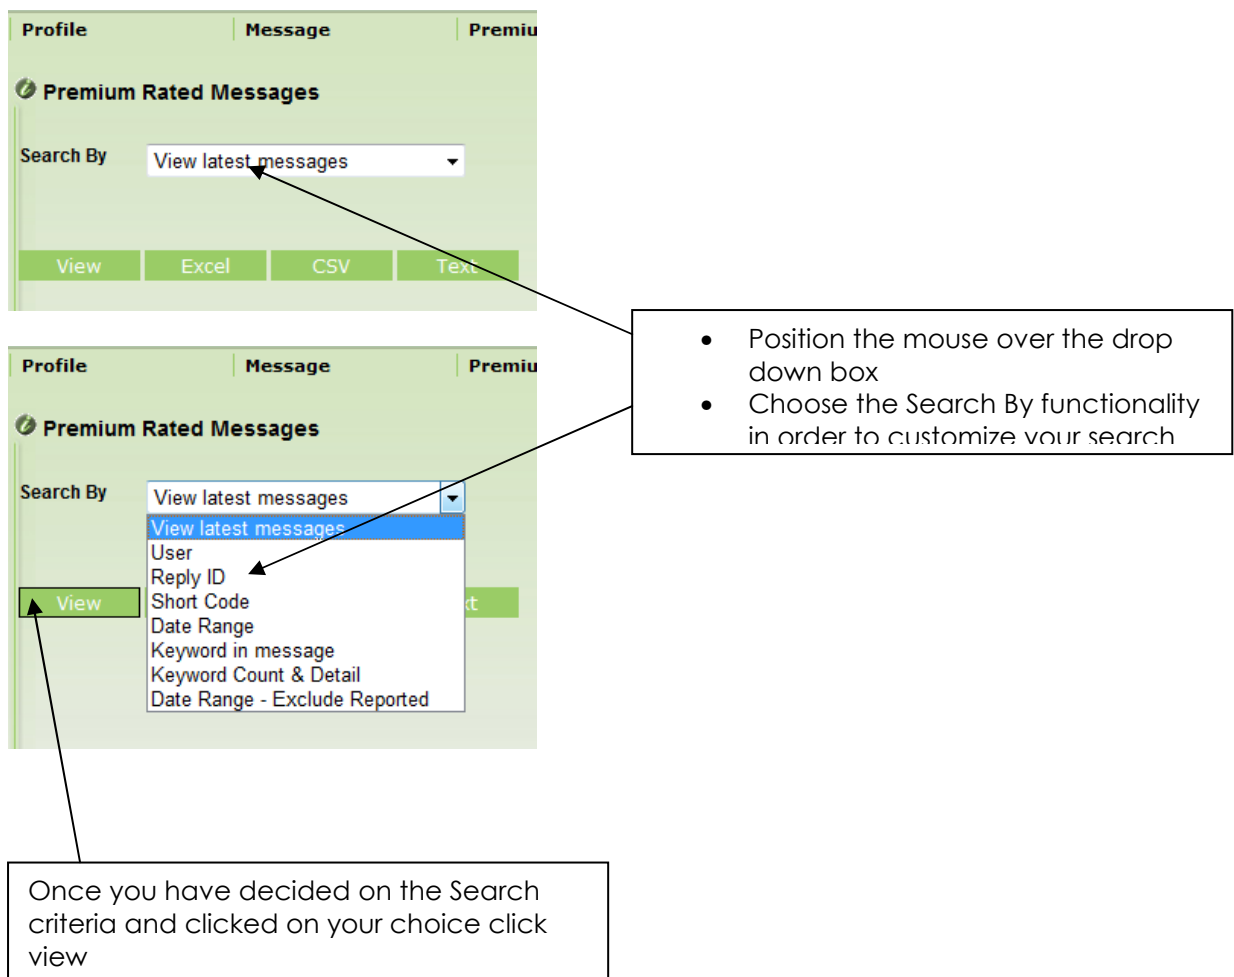 Profile Message Premiu
Premium Rated Messages
Search By View latest messages
View Excel CSV Text
• Position the mouse over the drop
down box
• Choose the Search By functionality
in order to customize your search
Profile Message Premiu
Premium Rated Messages
Search By View latest messages
View latest messages
User
Reply ID
View Short Code xt
Date Range
Keyword in message
Keyword Count & Detail
Date Range - Exclude Reported
Once you have decided on the Search
criteria and clicked on your choice click
view